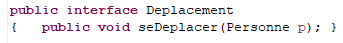 public interface Deplacement
{   public void seDeplacer(Personne p); }